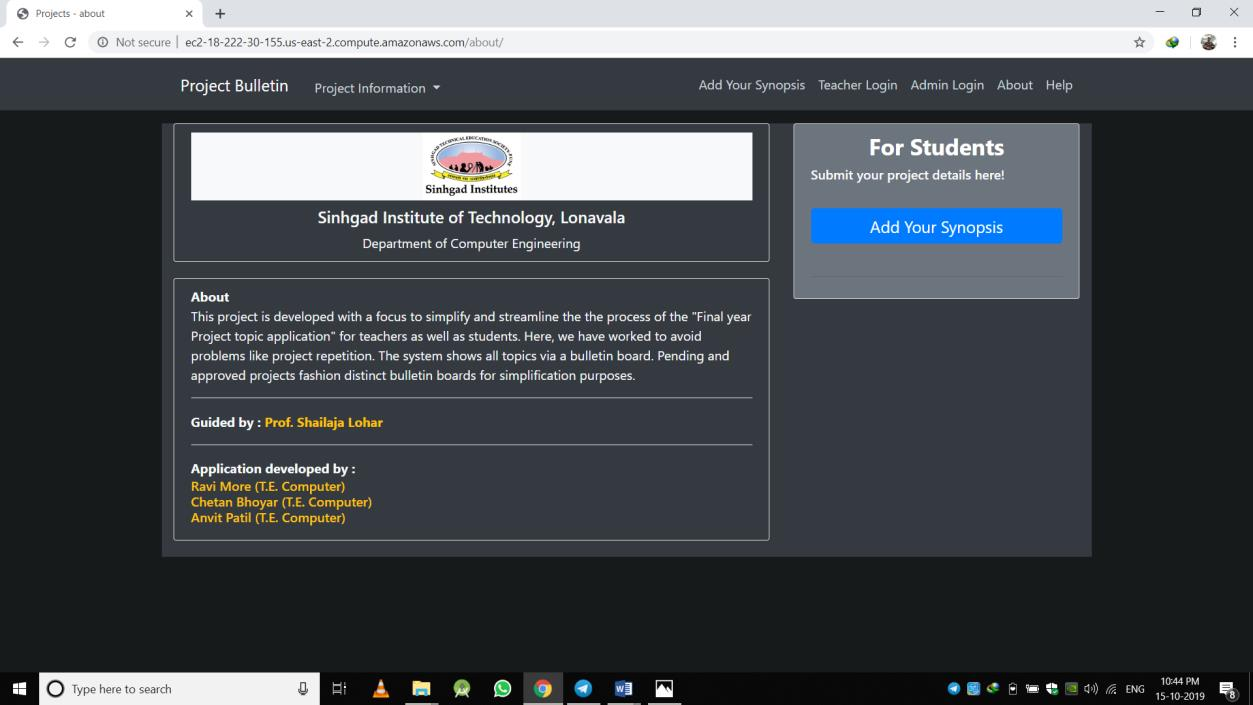 Projects - about
Not secure
ec2-18-222-30-155.us-east-2.compute.amazonaws.com/about/
Project Bulletin
Project Information
Add Your Synopsis
Teacher Login
Admin Login
About
Help
SINHGAD TECHNICAL EDUCATION SOCIETY-PUNE
Sinhgad Institutes
Sinhgad Institute of Technology, Lonavala
Department of Computer Engineering
For Students
Submit your project details here!
Add Your Synopsis
About
This project is developed with a focus to simplify and streamline the the process of the "Final year
Project topic application" for teachers as well as students. Here, we have worked to avoid
problems like project repetition. The system shows all topics via a bulletin board. Pending and
approved projects fashion distinct bulletin boards for simplification purposes.
Guided by : Prof. Shailaja Lohar
Application developed by :
Ravi More (T.E. Computer)
Chetan Bhoyar (T.E. Computer)
Anvit Patil (T.E. Computer)
Type here to search
ENG
10:44 PM
15-10-2019
8